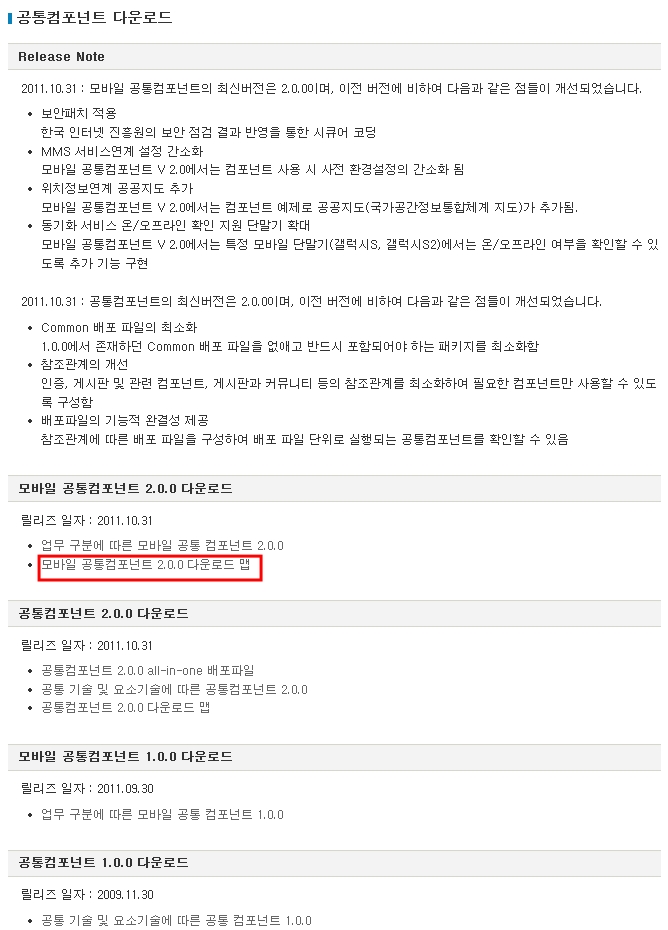 공통컴포넌트 다운로드
Release Note
2011.10.31 : 모바일 공통컴포넌트의 최신버전은 2.0.0이며, 이전 버전에 비하여 다음과 같은 점들이 개선되었습니다.
• 보안패치 적용
한국 인터넷 진흥원의 보안 점검 결과 반영을 통한 시큐어 코딩
• MMS 서비스연계 설정 간소화
모바일 공통컴포넌트 V 2.0에서는 컴포넌트 사용 시 사전 환경설정의 간소화 됨
• 위치정보연계 공공지도 추가
모바일 공통컴포넌트 V 2.0에서는 컴포넌트 예제로 공공지도(국가공간정보통합체계 지도)가 추가됨.
• 동기화 서비스 온/오프라인 확인 지원 단말기 확대
모바일 공통컴포넌트 V 2.0에서는 특정 모바일 단말기(갤럭시S, 갤럭시S2)에서는 온/오프라인 여부을 확인할 수 있
도록 추가 기능 구현
2011.10.31 : 공통컴포넌트의 최신버전은 2.0.0이며, 이전 버전에 비하여 다음과 같은 점들이 개선되었습니다.
• Common 배포 파일의 최소화
1.0.0에서 존재하던 Common 배포 파일을 없애고 반드시 포함되어야 하는 패키지를 최소화함
• 참조관계의 개선
인증, 게시판 및 관련 컴포넌트, 게시판과 커뮤니티 등의 참조관계를 최소화하여 필요한 컴포넌트만 사용할 수 있도
록 구성함
• 배포파일의 기능적 완결성 제공
참조관계에 따른 배포 파일을 구성하여 배포 파일 단위로 실행되는 공통컴포넌트를 확인할 수 있음
모바일 공통컴포넌트 2.0.0 다운로드
릴리즈 일자 : 2011.10.31
• 업무 구분에 따른 모바일 공통 컴포넌트 2.0.0
• 모바일 공통컴포넌트 2.0.0 다운로드 맵
공통컴포넌트 2.0.0 다운로드
릴리즈 일자 : 2011.10.31
• 공통컴포넌트 2.0.0 all-in-one 배포파일
• 공통 기술 및 요소기술에 따른 공통컴포넌트 2.0.0
• 공통컴포넌트 2.0.0 다운로드 맵
모바일 공통컴포넌트 1.0.0 다운로드
릴리즈 일자 : 2011.09.30
• 업무 구분에 따른 모바일 공통 컴포넌트 1.0.0
공통컴포넌트 1.0.0 다운로드
릴리즈 일자 : 2009.11.30
• 공통 기술 및 요소기술에 따른 공통 컴포넌트 1.0.0